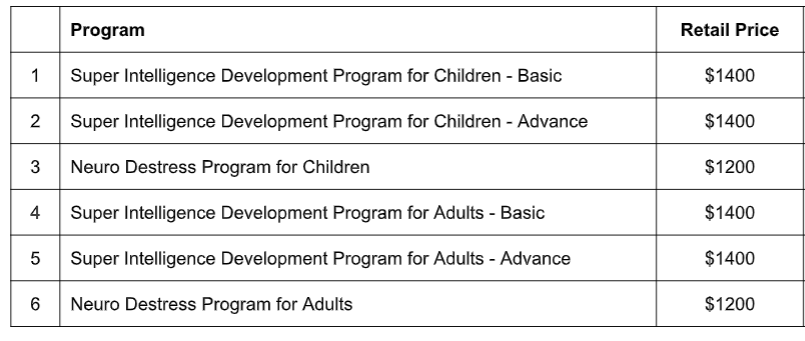 Program Retail Price
1 Super Intelligence Development Program for Children - Basic $1400
2 Super Intelligence Development Program for Children - Advance $1400
3 Neuro Destress Program for Children $1200
4 Super Intelligence Development Program for Adults - Basic $1400
5 Super Intelligence Development Program for Adults - Advance $1400
6 Neuro Destress Program for Adults $1200